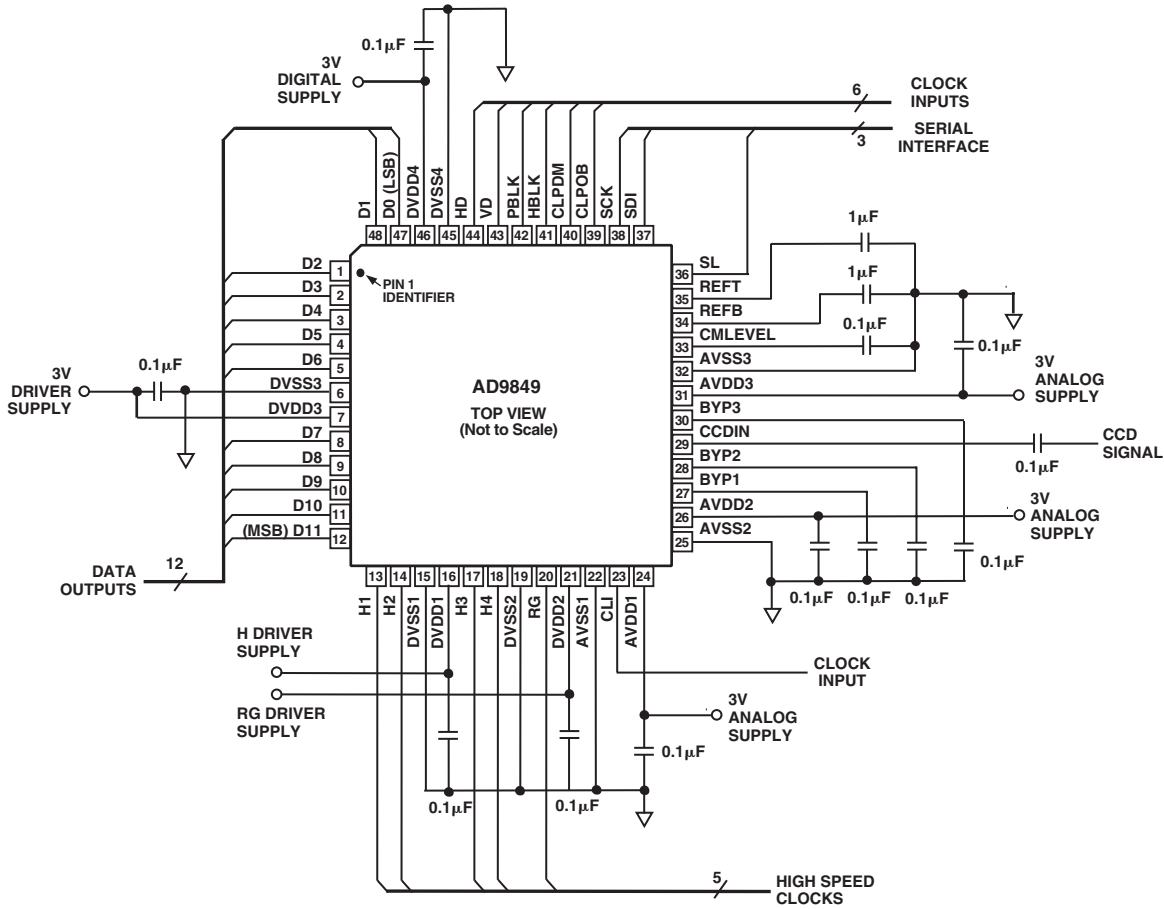 0.1µF
3V
DIGITAL
SUPPLY
6
CLOCK
INPUTS
3
SERIAL
INTERFACE
D1
D0 (LSB)
DVDD4
DVSS4
HD
VD
PBLK
HBLK
CLPDM
CLPOB
SCK
SDI
48
47
46
45
44
43
42
41
40
39
38
37
D2
D3
D4
D5
D6
DVSS3
DVDD3
D7
D8
D9
D10
(MSB) D11
1
2
3
4
5
6
7
8
9
10
11
12
PIN 1
IDENTIFIER
AD9849
TOP VIEW
(Not to Scale)
3V
DRIVER
SUPPLY
0.1µF
DATA
OUTPUTS
12
36
35
34
33
32
31
30
29
28
27
26
25
SL
REFT
REFB
CMLEVEL
AVSS3
AVDD3
BYP3
CCDIN
BYP2
BYP1
AVDD2
AVSS2
1µF
1µF
0.1µF
0.1µF
3V
ANALOG
SUPPLY
CCD
SIGNAL
0.1µF
3V
ANALOG
SUPPLY
0.1µF
0.1µF
0.1µF
0.1µF
13
14
15
16
17
18
19
20
21
22
23
24
H1
H2
DVSS1
DVDD1
H3
H4
DVSS2
RG
DVDD2
AVSS1
CLI
AVDD1
H DRIVER
SUPPLY
RG DRIVER
SUPPLY
CLOCK
INPUT
3V
ANALOG
SUPPLY
0.1µF
0.1µF
0.1µF
5
HIGH SPEED
CLOCKS